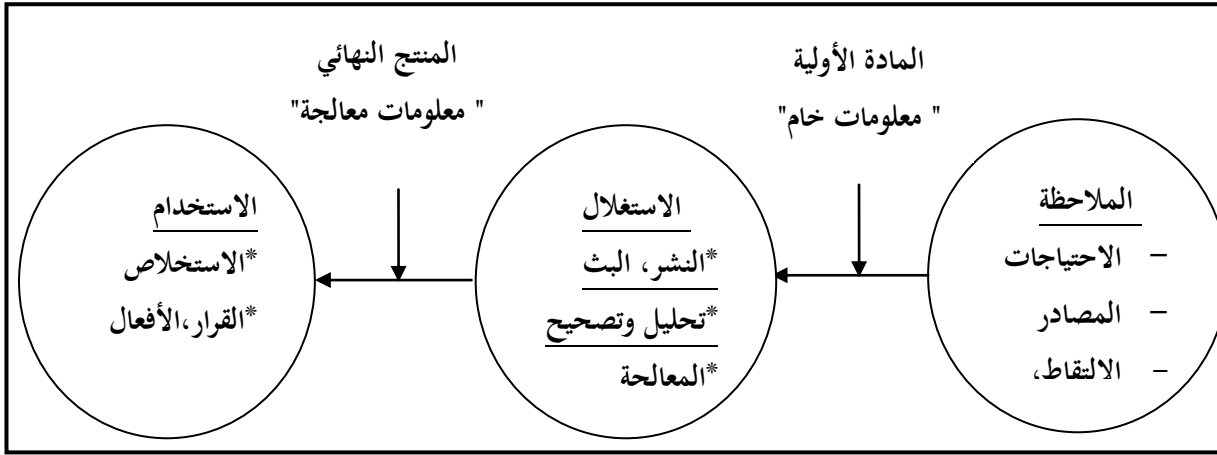 المادة الأولية
" معلومات خام"
المنتج النهائي
" معلومات معالجة"
الملاحظة
– الاحتياجات
– المصادر
– الالتقاط،
الاستغلال
*النشر، البث
*تحليل وتصحيح
*المعالحة
الاستخدام
*الاستخلاص
*القرار،الأفعال